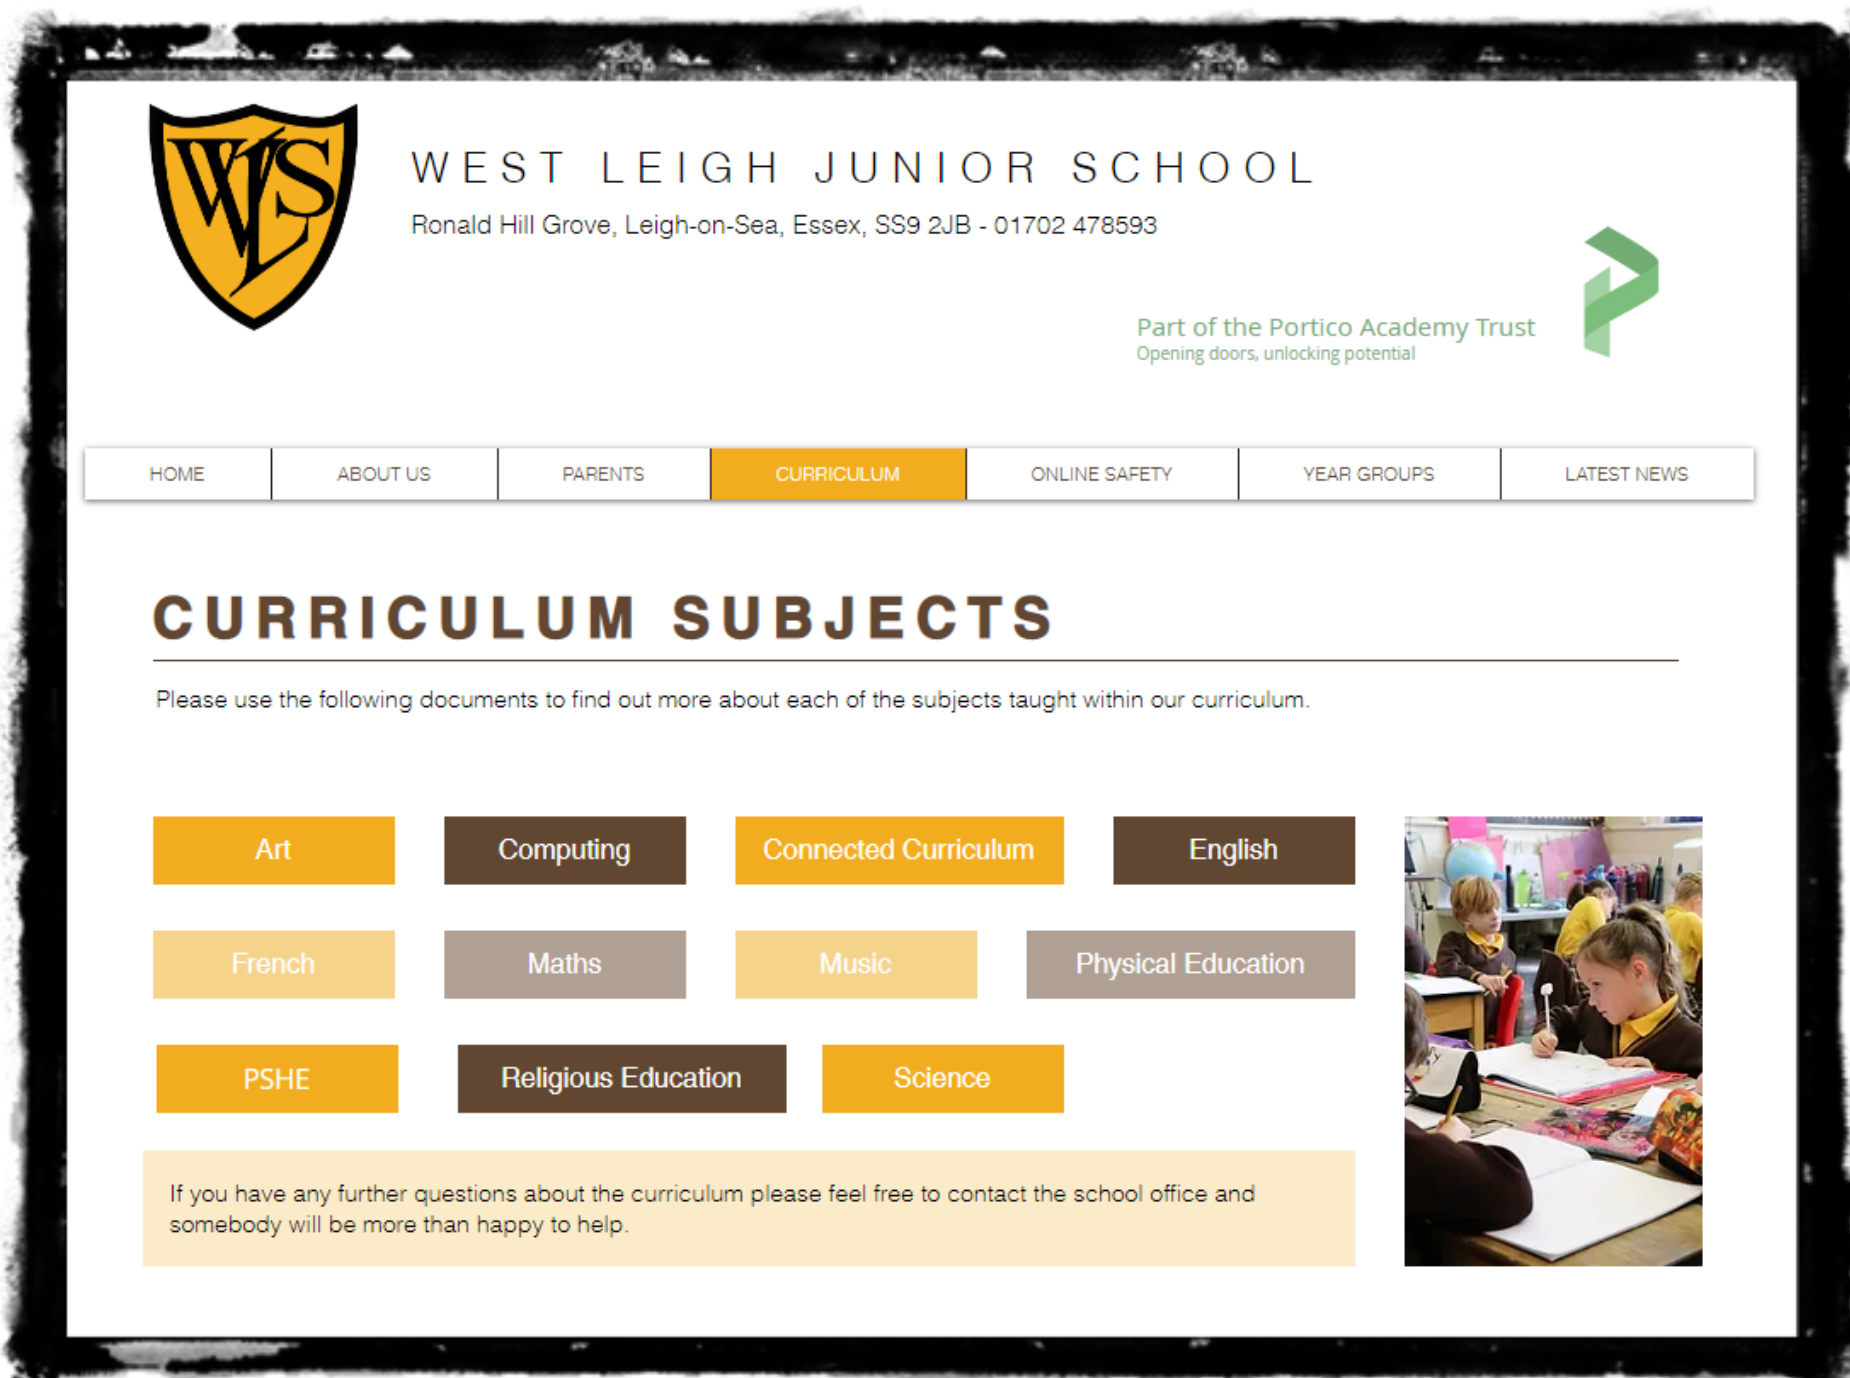 WLS
WEST LEIGH JUNIOR SCHOOL
Ronald Hill Grove, Leigh-on-Sea, Essex, SS9 2JB - 01702 478593
Part of the Portico Academy Trust
Opening doors, unlocking potential
HOME ABOUT US PARENTS CURRICULUM ONLINE SAFETY YEAR GROUPS LATEST NEWS
CURRICULUM SUBJECTS
Please use the following documents to find out more about each of the subjects taught within our curriculum.
Art Computing Connected Curriculum English
French Maths Music Physical Education
PSHE Religious Education Science
If you have any further questions about the curriculum please feel free to contact the school office and
somebody will be more than happy to help.